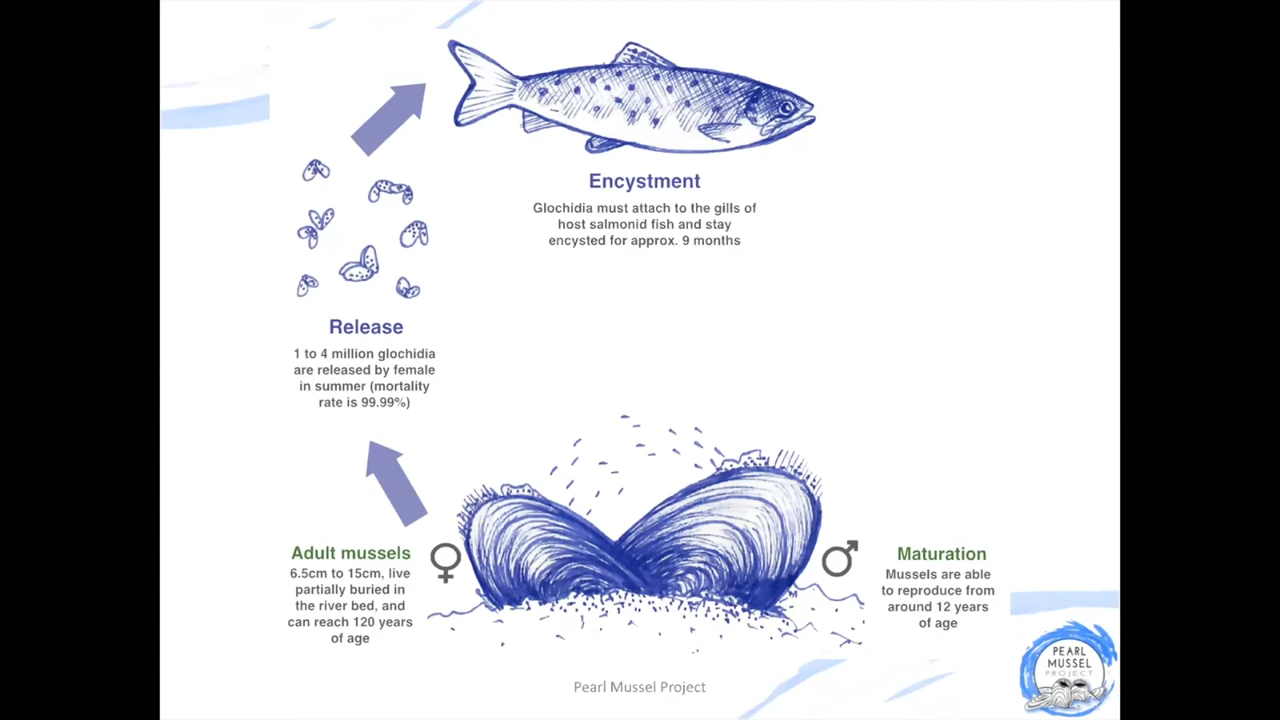 Encystment
Glochidia must attach to the gills of
host salmonid fish and stay
encysted for approx. 9 months
Release
1 to 4 million glochidia
are released by female
in summer (mortality
rate is 99.99%)
Adult mussels
6.5cm to 15cm, live
partially buried in
the river bed, and
can reach 120 years
of age
Maturation
Mussels are able
to reproduce from
around 12 years
of age
Pearl Mussel Project
PEARL
MUSSEL
PROJECT